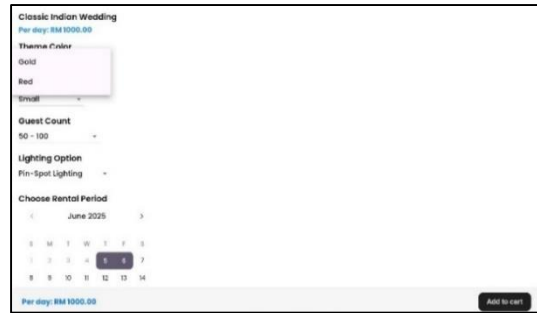 Classic Indian Wedding
Per day: RM 1000.00
Theme Color
Gold
Red
Small
Guest Count
50 - 100
Lighting Option
Pin-Spot Lighting
Choose Rental Period
< June 2025 >
S M T W T F S
1 2 3 4 5 6 7
8 9 10 11 12 13 14
Per day: RM 1000.00 Add to cart